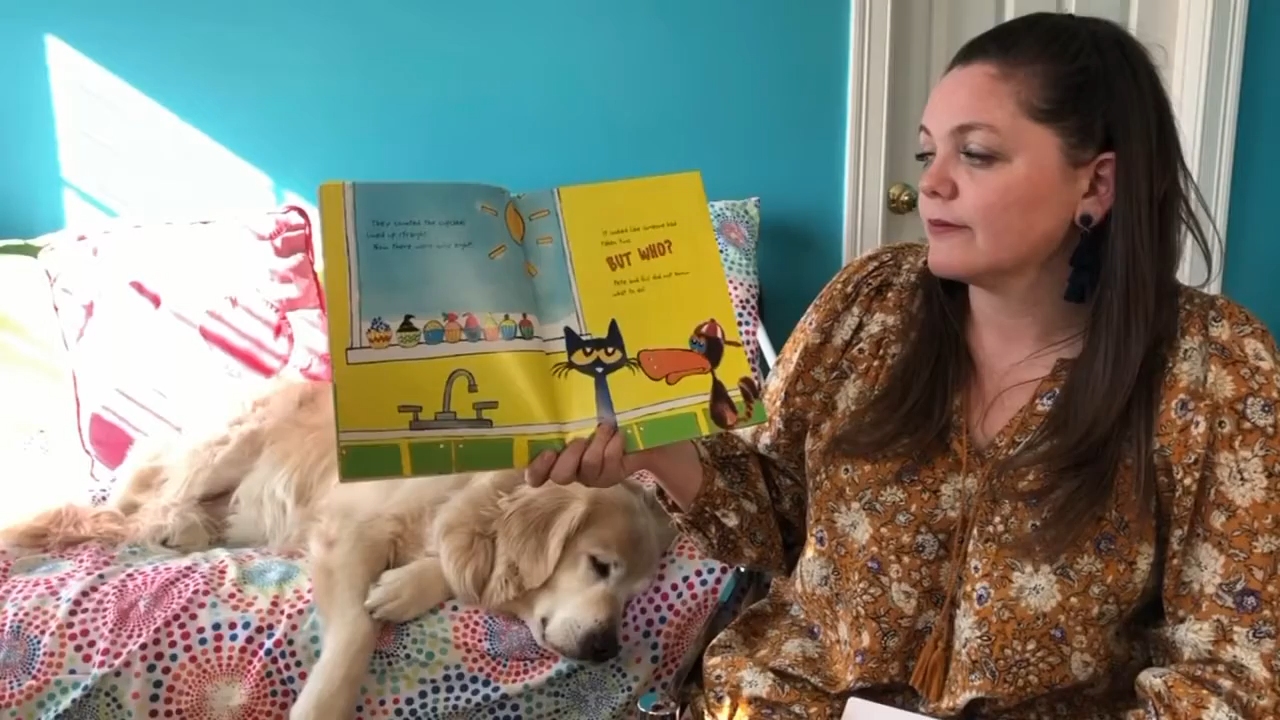 They counted the cupcakes
lined up straight.
Now there were only eight.
It looked like someone had
taken two.
BUT WHO?
Pete and Gus did not know
what to do!